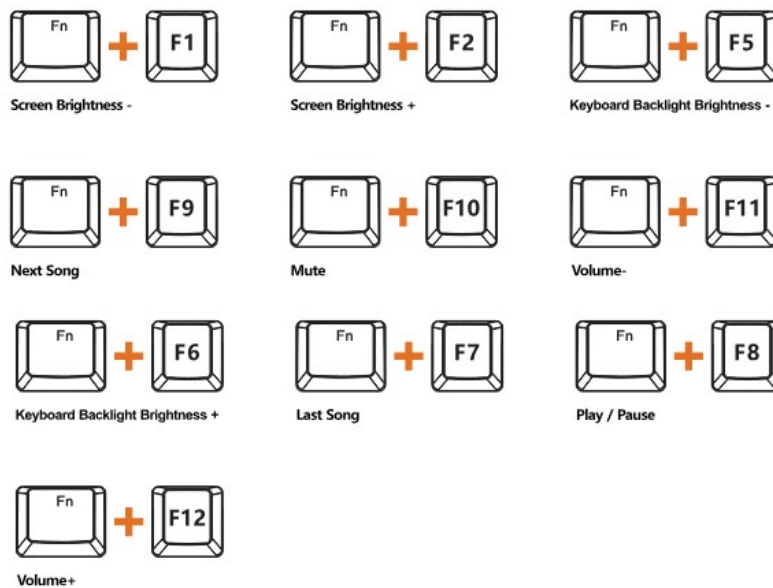 Fn F1 Fn F2 Fn F5
Screen Brightness - Screen Brightness + Keyboard Backlight Brightness -
Fn F9 Fn F10 Fn F11
Next Song Mute Volume-
Fn F6 Fn F7 Fn F8
Keyboard Backlight Brightness + Last Song Play / Pause
Fn F12
Volume+